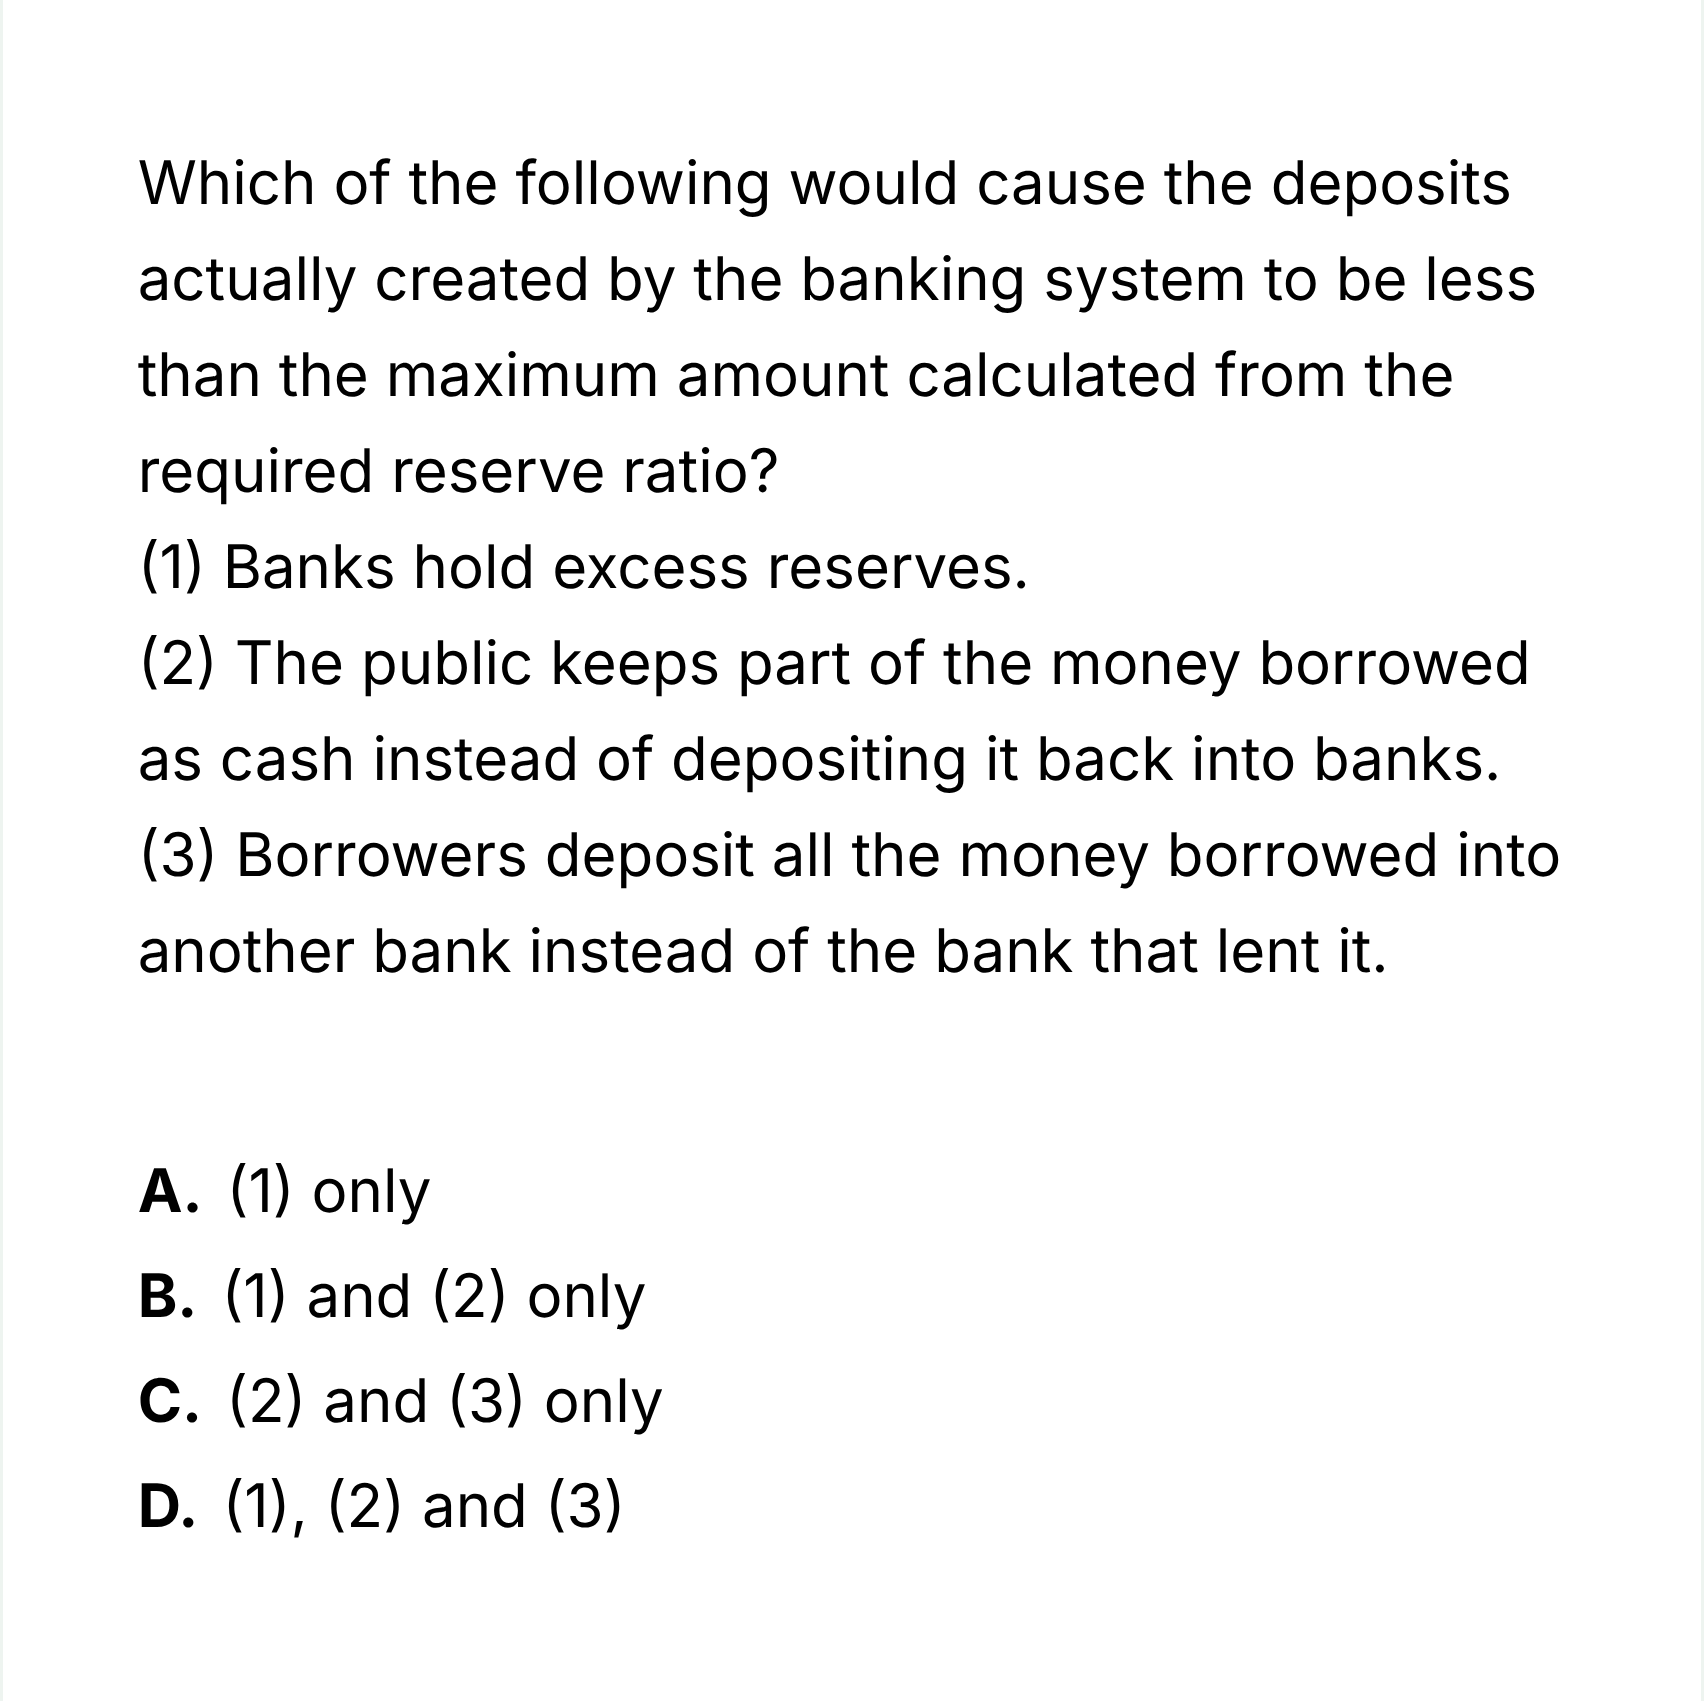 Which of the following would cause the deposits
actually created by the banking system to be less
than the maximum amount calculated from the
required reserve ratio?
(1) Banks hold excess reserves.
(2) The public keeps part of the money borrowed
as cash instead of depositing it back into banks.
(3) Borrowers deposit all the money borrowed into
another bank instead of the bank that lent it.
A. (1) only
B. (1) and (2) only
C. (2) and (3) only
D. (1), (2) and (3)